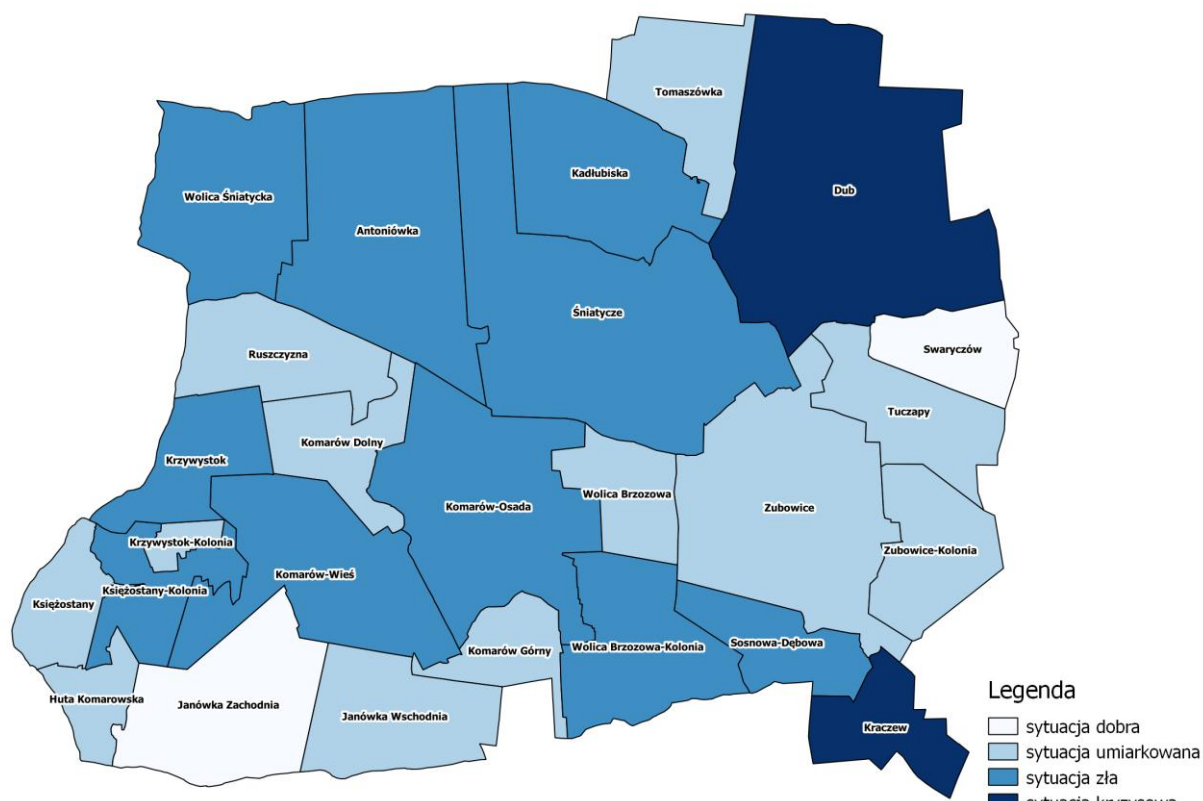 Tomaszówka
Kadłubiska
Dub
Wolica Śniatycka
Antoniówka
Śniatycze
Swaryczów
Ruszczyzna
Tuczapy
Komarów Dolny
Krzywystok
Wolica Brzozowa
Komarów-Osada
Zubowice
Krzywystok-Kolonia
Zubowice-Kolonia
Komarów-Wieś
Księżostany-Kolonia
Księżostany
Sosnowa-Dębowa
Wolica Brzozowa-Kolonia
Komarów Górny
Huta Komarowska
Janówka Zachodnia
Janówka Wschodnia
Kraczew
Legenda
sytuacja dobra
sytuacja umiarkowana
sytuacja zła
sytuacja kryzysowa